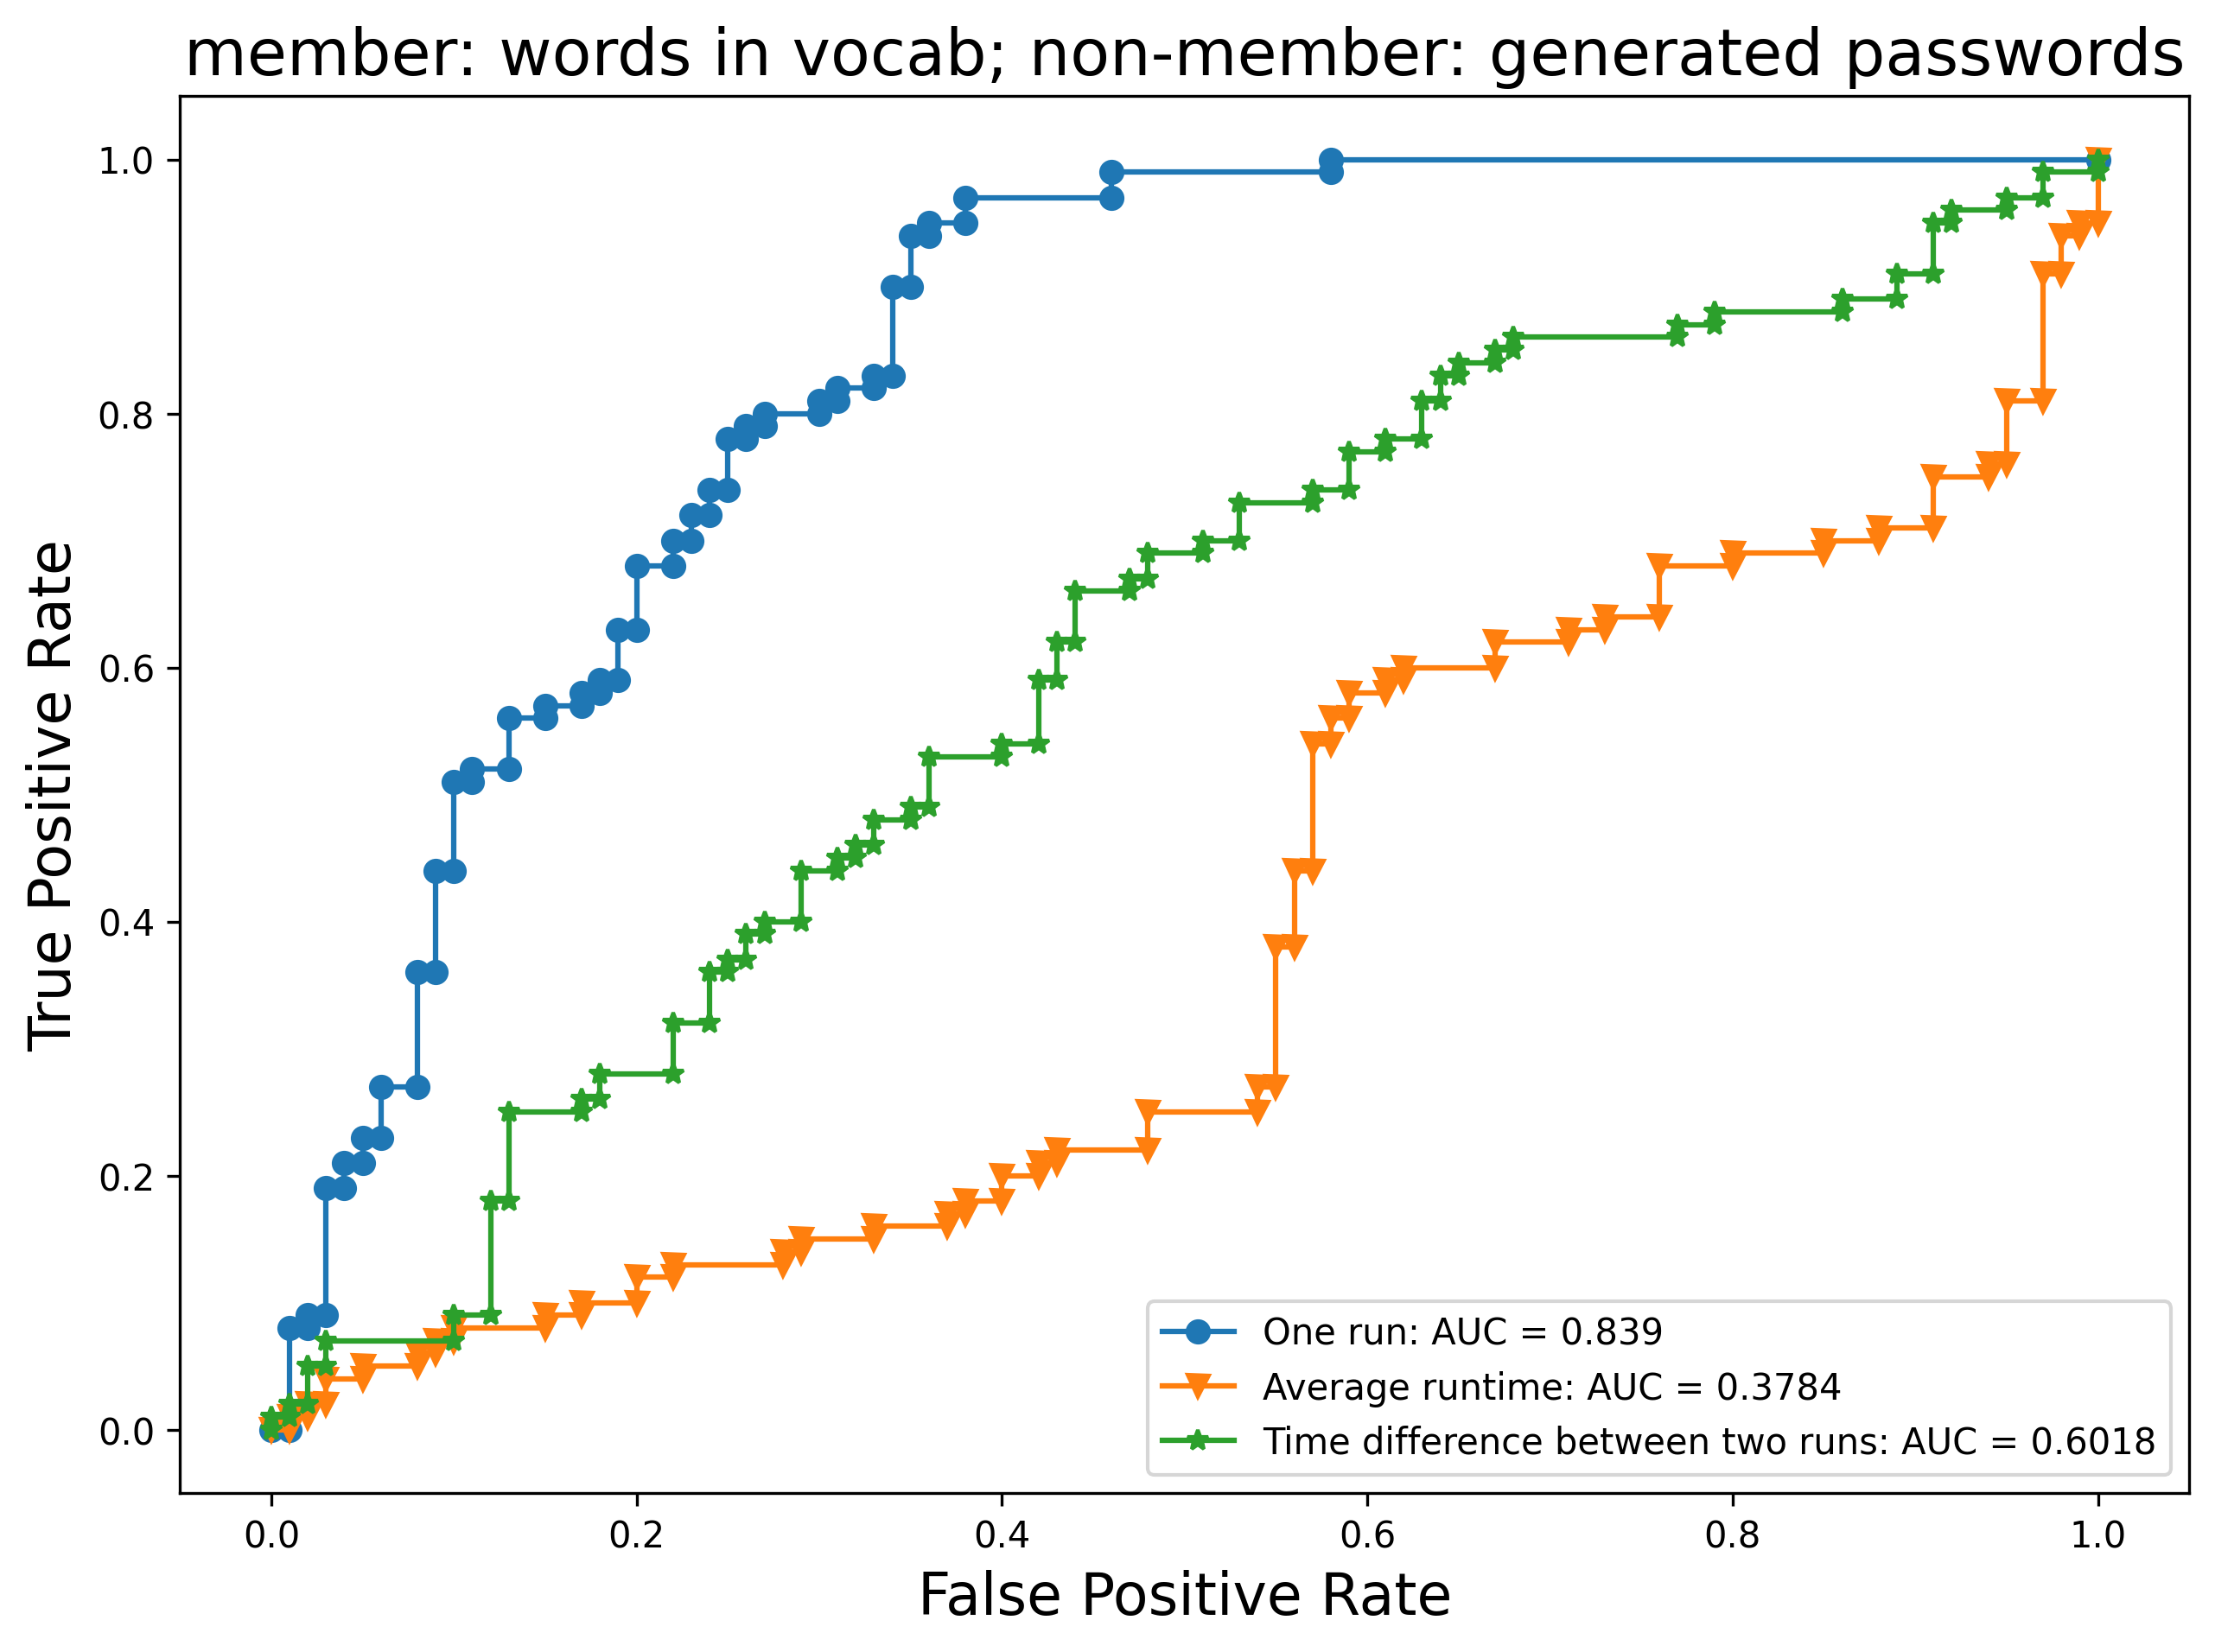 member: words in vocab; non-member: generated passwords
True Positive Rate
1.0
0.8
0.6
0.4
0.2
0.0
One run: AUC = 0.839
Average runtime: AUC = 0.3784
Time difference between two runs: AUC = 0.6018
0.0 0.2 0.4 0.6 0.8 1.0
False Positive Rate